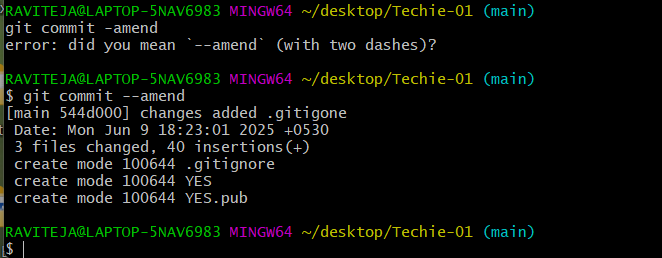 RAVITEJA@LAPTOP-5NAV6983 MINGW64 ~/desktop/Techie-01 (main)
git commit -amend
error: did you mean `--amend` (with two dashes)?
RAVITEJA@LAPTOP-5NAV6983 MINGW64 ~/desktop/Techie-01 (main)
$ git commit --amend
[main 544d000] changes added .gitigone
Date: Mon Jun 9 18:23:01 2025 +0530
3 files changed, 40 insertions(+)
create mode 100644 .gitignore
create mode 100644 YES
create mode 100644 YES.pub
RAVITEJA@LAPTOP-5NAV6983 MINGW64 ~/desktop/Techie-01 (main)
$